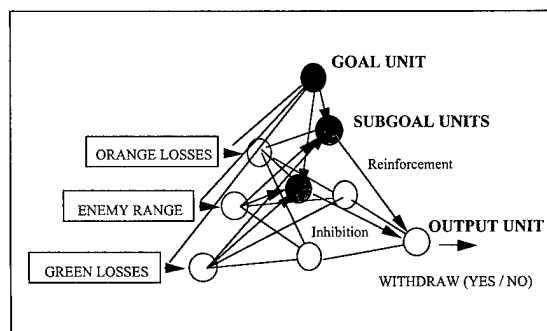 GOAL UNIT
SUBGOAL UNITS
ORANGE LOSSES
Reinforcement
ENEMY RANGE
Inhibition
OUTPUT UNIT
GREEN LOSSES
WITHDRAW (YES / NO)